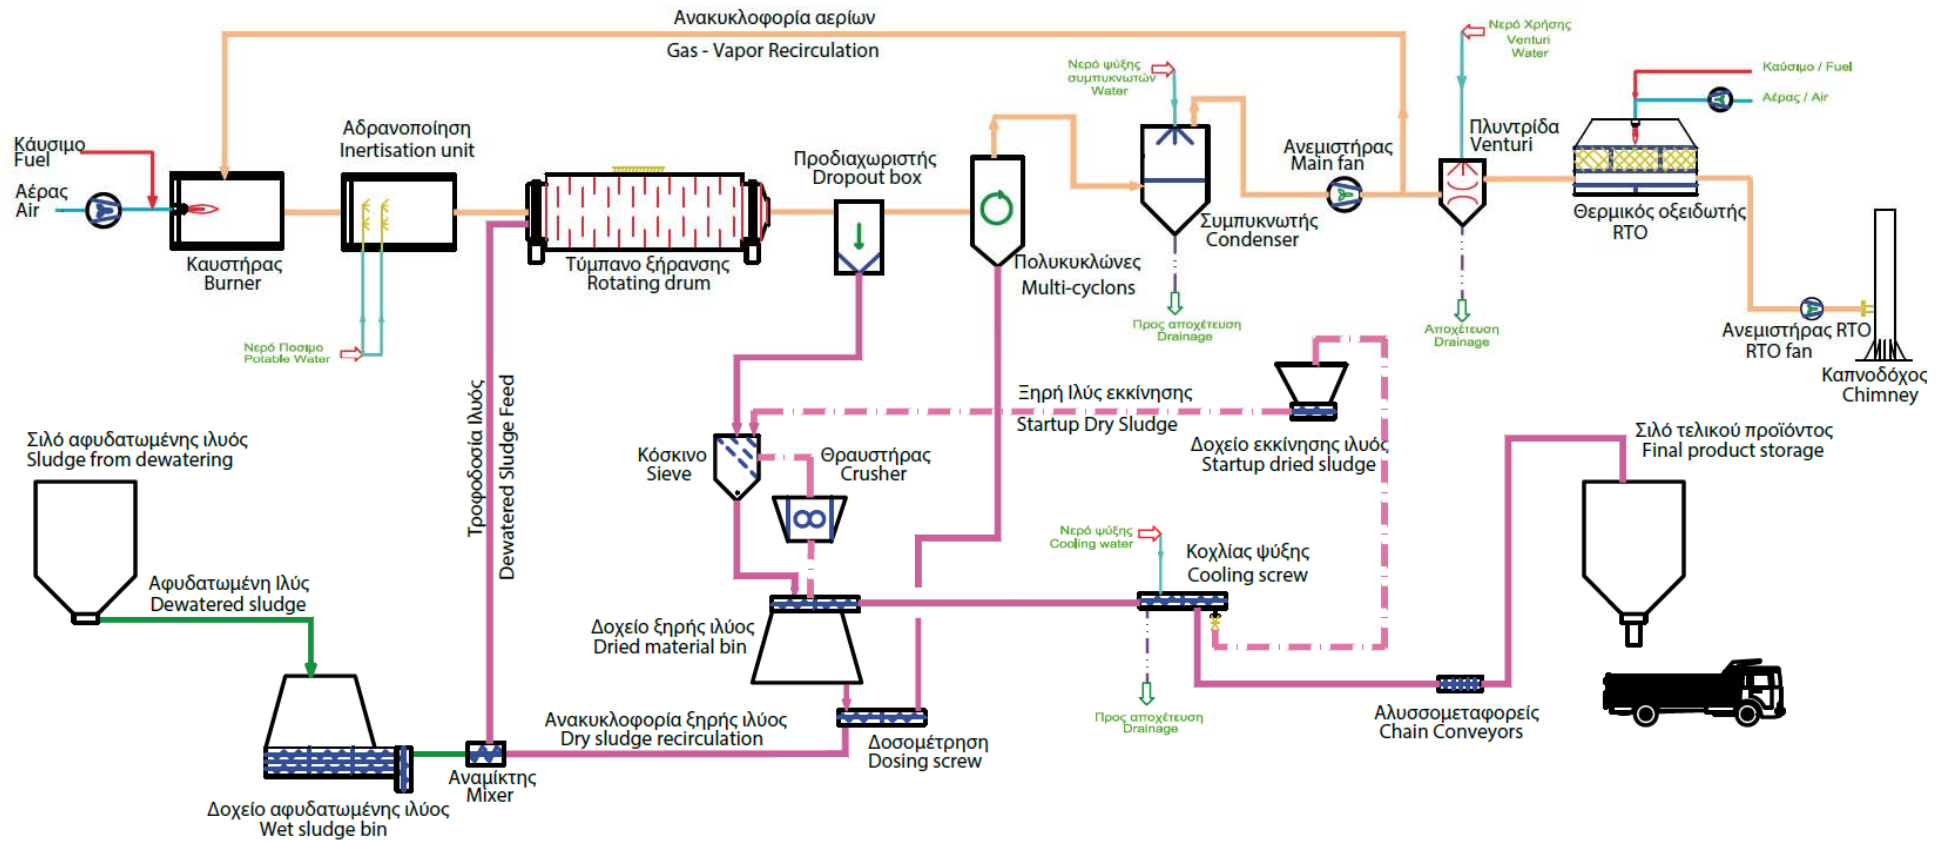 Ανακυκλοφορία αερίων
Gas - Vapor Recirculation
Νερό Χρήσης
Venturi
Water
Νερό ψύξης
συμπυκνωτών
Water
Καύσιμο / Fuel
Αέρας / Air
Κάυσιμο
Fuel
Αέρας
Air
Αδρανοποίηση
Inertisation unit
Προδιαχωριστής
Dropout box
Ανεμιστήρας
Main fan
Πλυντρίδα
Venturi
Καυστήρας
Burner
Τύμπανο ξήρανσης
Rotating drum
Πολυκυκλώνες
Multi-cyclons
Συμπυκνωτής
Condenser
Θερμικός οξειδωτής
RTO
Νερό Ποσιμο
Potable Water
Προς αποχέτευση
Drainage
Αποχέτευση
Drainage
Ανεμιστήρας RTO
RTO fan
Καπνοδόχος
Chimney
Τροφοδοσία Ιλυός
Dewatered Sludge Feed
Ξηρή Ιλύς εκκίνησης
Startup Dry Sludge
Δοχείο εκκίνησης ιλυός
Startup dried sludge
Σιλό αφυδατωμένης ιλυός
Sludge from dewatering
Κόσκινο
Sieve
Θραυστήρας
Crusher
Σιλό τελικού προϊόντος
Final product storage
Νερό ψύξης
Cooling water
Κοχλίας ψύξης
Cooling screw
Αφυδατωμένη Ιλύς
Dewatered sludge
Δοχείο ξηρής ιλύος
Dried material bin
Προς αποχέτευση
Drainage
Αλυσσομεταφορείς
Chain Conveyors
Ανακυκλοφορία ξηρής ιλύος
Dry sludge recirculation
Δοσομέτρηση
Dosing screw
Αναμίκτης
Mixer
Δοχείο αφυδατωμένης ιλύος
Wet sludge bin